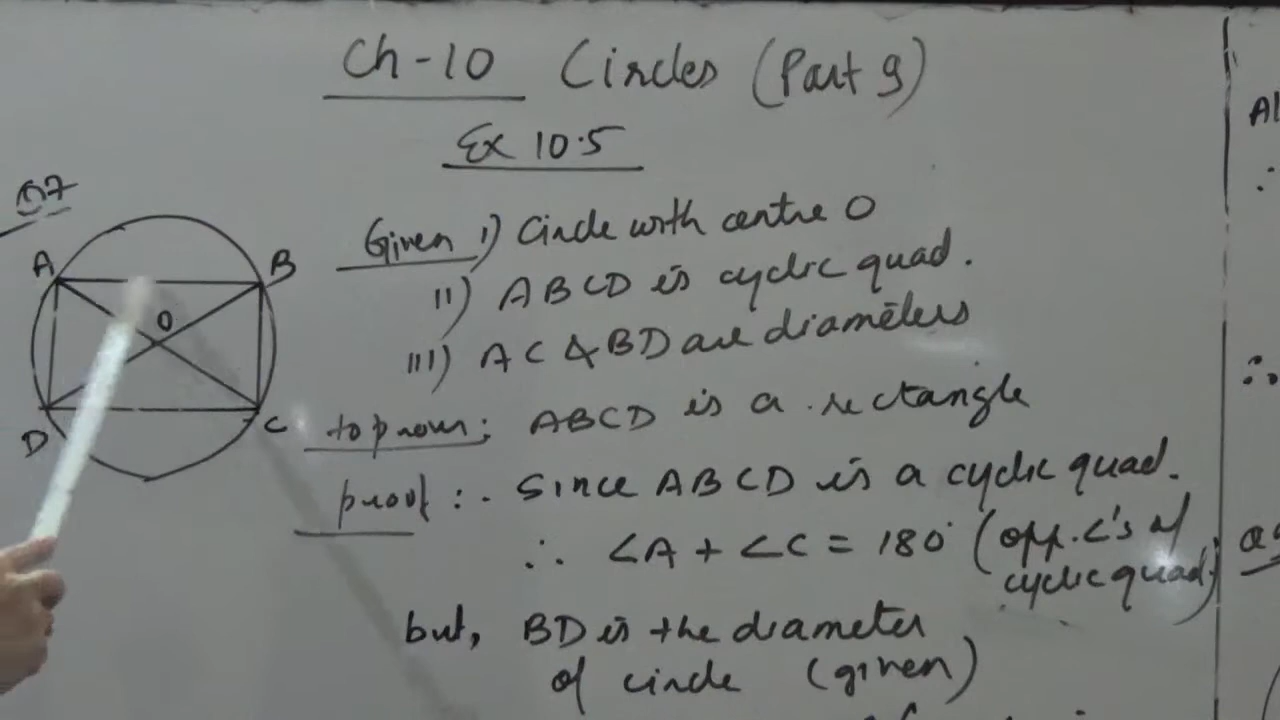 Ch-10 Circles (Part 9)
Ex 10.5
Q7
Given i) Circle with centre O
ii) ABCD is cyclic quad.
iii) AC & BD are diameters
to prove: ABCD is a rectangle
proof :. Since ABCD is a cyclic quad.
∴ ∠A + ∠C = 180° (opp. ∠'s of
cyclic quad)
but, BD is the diameter
of circle (given)
A
B
O
D
C
Al
∴
∴